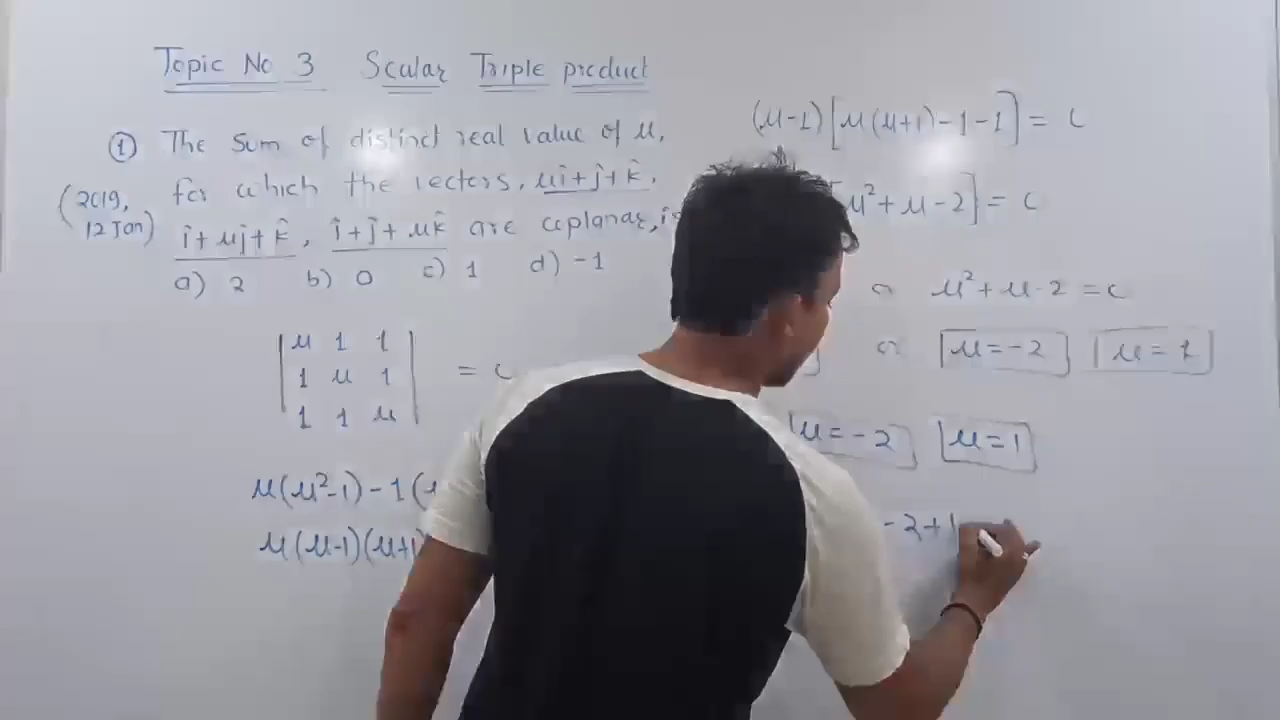 Topic No 3 Scular Triple product
① The sum of distinct real value of μ,
(2019, 12 Jan)
for which the vectors, μî+ĵ+k̂,
î+μĵ+k̂, î+ĵ+μk̂ are coplanar, is
a) 2 b) 0 c) 1 d) -1
| μ 1 1 |
| 1 μ 1 | = 0
| 1 1 μ |
μ(μ²-1)-1(
μ(μ-1)(μ+1)
(μ-1)[μ(μ+1)-1-1] = 0
μ²+μ-2] = 0
or μ²+μ-2 = 0
or μ=-2 μ=1
μ=-2 μ=1
-2+1